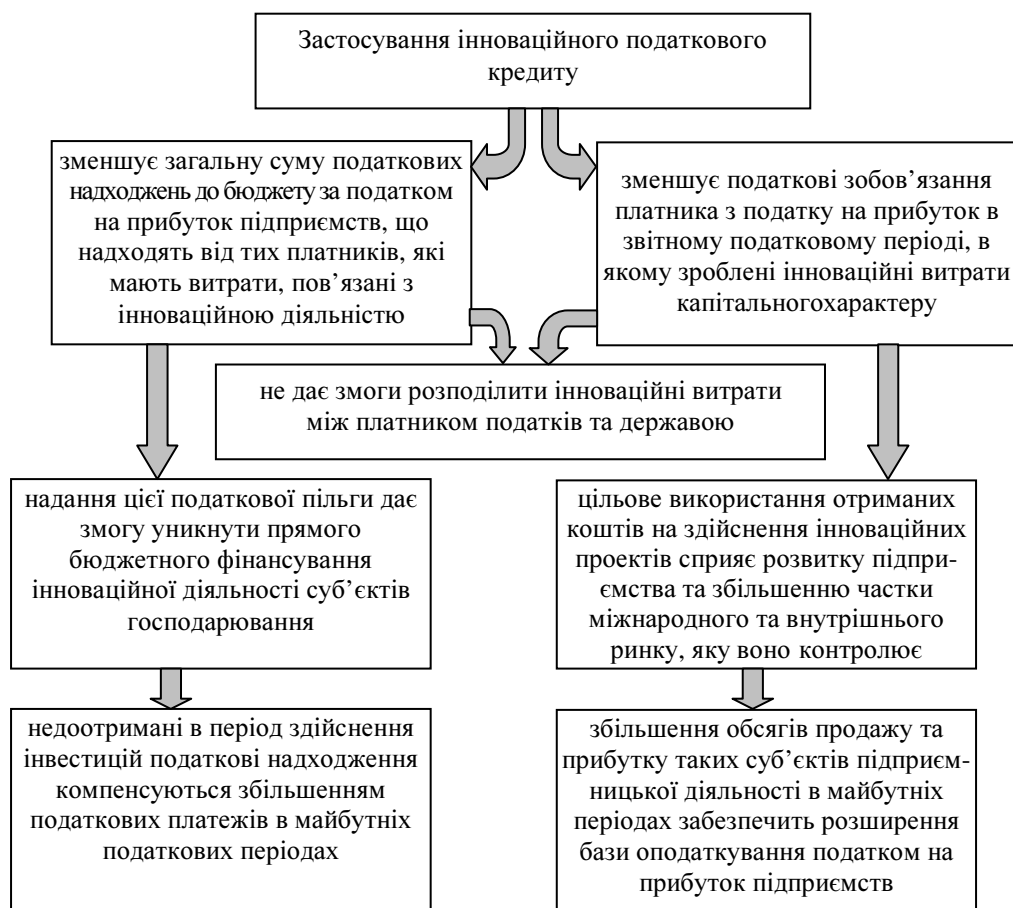 Застосування інноваційного податкового
кредиту
зменшує загальну суму податкових
надходжень до бюджету за податком
на прибуток підприємств, що
надходять від тих платників, які
мають витрати, пов’язані з
інноваційною діяльністю
зменшує податкові зобов’язання
платника з податку на прибуток в
звітному податковому періоді, в
якому зроблені інноваційні витрати
капітальногохарактеру
не дає змоги розподілити інноваційні витрати
між платником податків та державою
надання цієї податкової пільги дає
змогу уникнути прямого
бюджетного фінансування
інноваційної діяльності суб’єктів
господарювання
цільове використання отриманих
коштів на здійснення інноваційних
проектів сприяє розвитку підпри-
ємства та збільшенню частки
міжнародного та внутрішнього
ринку, яку воно контролює
недоотримані в період здійснення
інвестицій податкові надходження
компенсуються збільшенням
податкових платежів в майбутніх
податкових періодах
збільшення обсягів продажу та
прибутку таких суб’єктів підприєм-
ницької діяльності в майбутніх
періодах забезпечить розширення
бази оподаткування податком на
прибуток підприємств